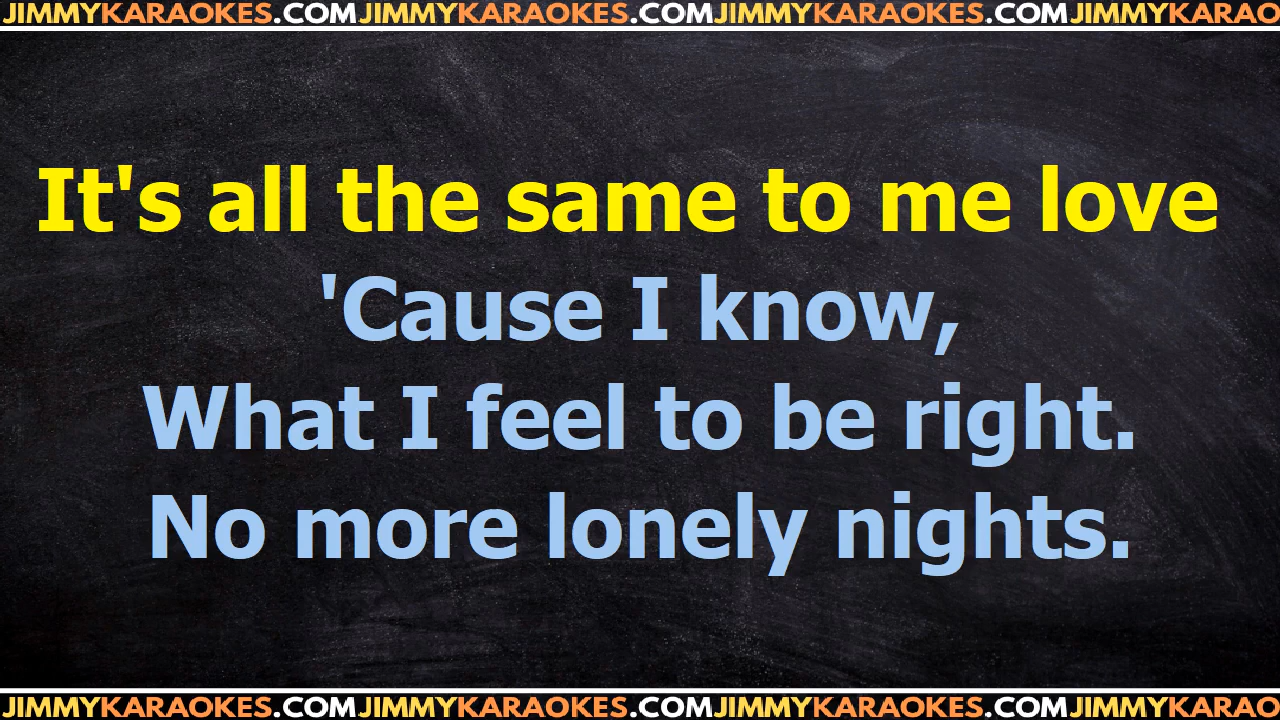 JIMMYKARAOKES.COMJIMMYKARAOKES.COMJIMMYKARAOKES.COMJIMMYKARAO
It's all the same to me love
'Cause I know,
What I feel to be right.
No more lonely nights.
JIMMYKARAOKES.COMJIMMYKARAOKES.COMJIMMYKARAOKES.COMJIMMYKARAO